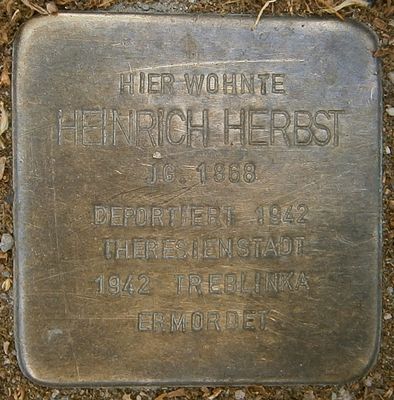 HIER WOHNTE
HEINRICH HERBST
JG. 1868
DEPORTIERT 1942
THERESIENSTADT
1942 TREBLINKA
ERMORDET